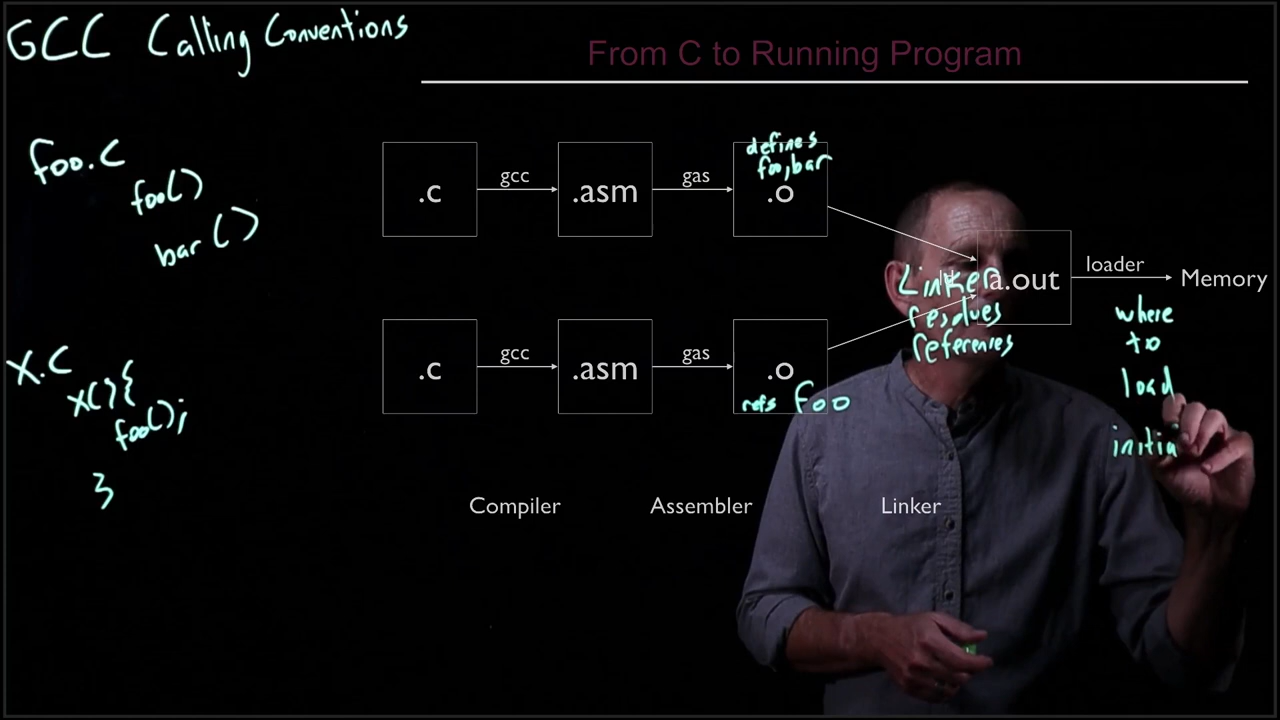 GCC Calling Conventions
From C to Running Program
foo.c
foo()
bar()
x.c
x(){
foo();
}
.c
gcc
.asm
gas
defines
foo,bar
.o
.c
gcc
.asm
gas
.o
refs foo
Linker
resolves
references
a.out
loader
Memory
where
to
load
initia
Compiler
Assembler
Linker